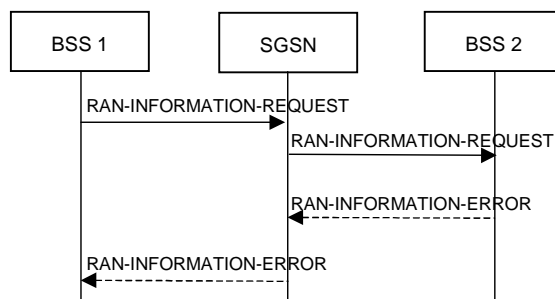 BSS 1
SGSN
BSS 2
RAN-INFORMATION-REQUEST
RAN-INFORMATION-REQUEST
RAN-INFORMATION-ERROR
RAN-INFORMATION-ERROR